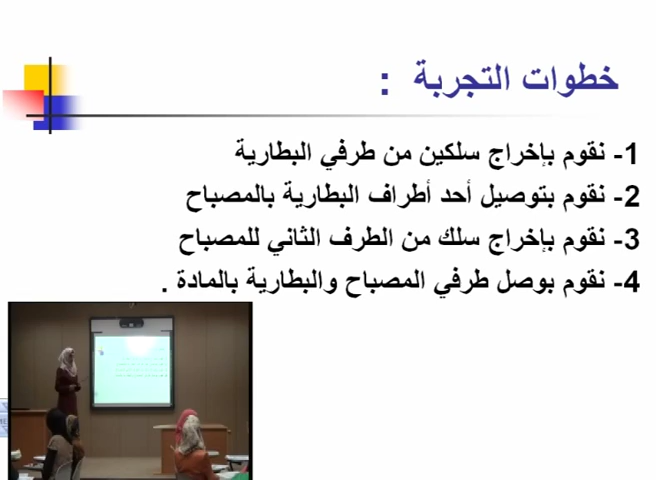 خطوات التجربة :
1- نقوم بإخراج سلكين من طرفي البطارية
2- نقوم بتوصيل أحد أطراف البطارية بالمصباح
3- نقوم بإخراج سلك من الطرف الثاني للمصباح
4- نقوم بوصل طرفي المصباح والبطارية بالمادة .